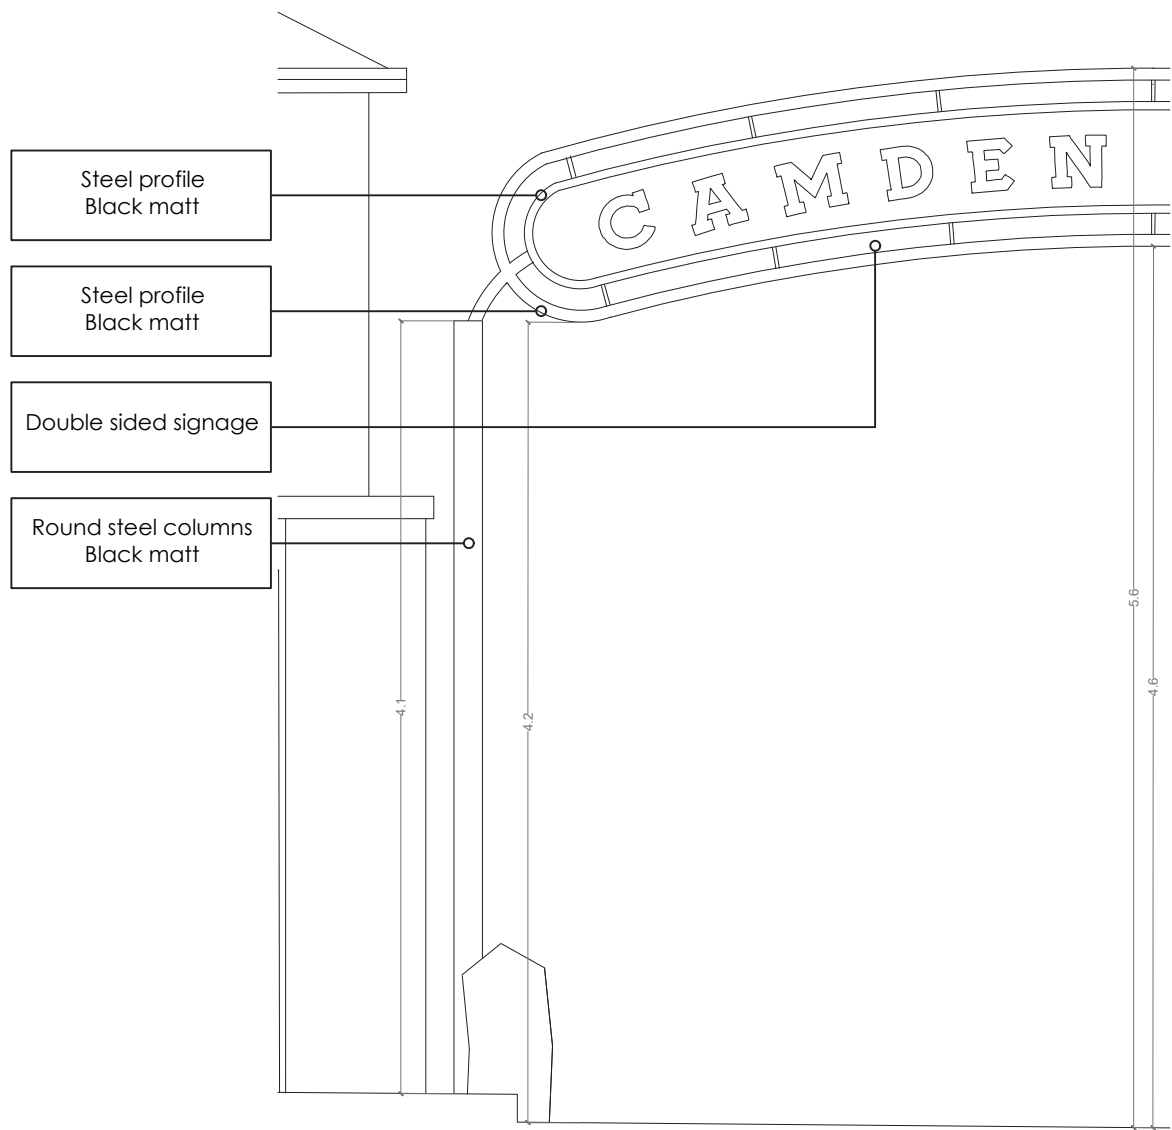 CAMDEN
Steel profile
Black matt
Steel profile
Black matt
Double sided signage
Round steel columns
Black matt
5.6
4.6
4.1
4.2